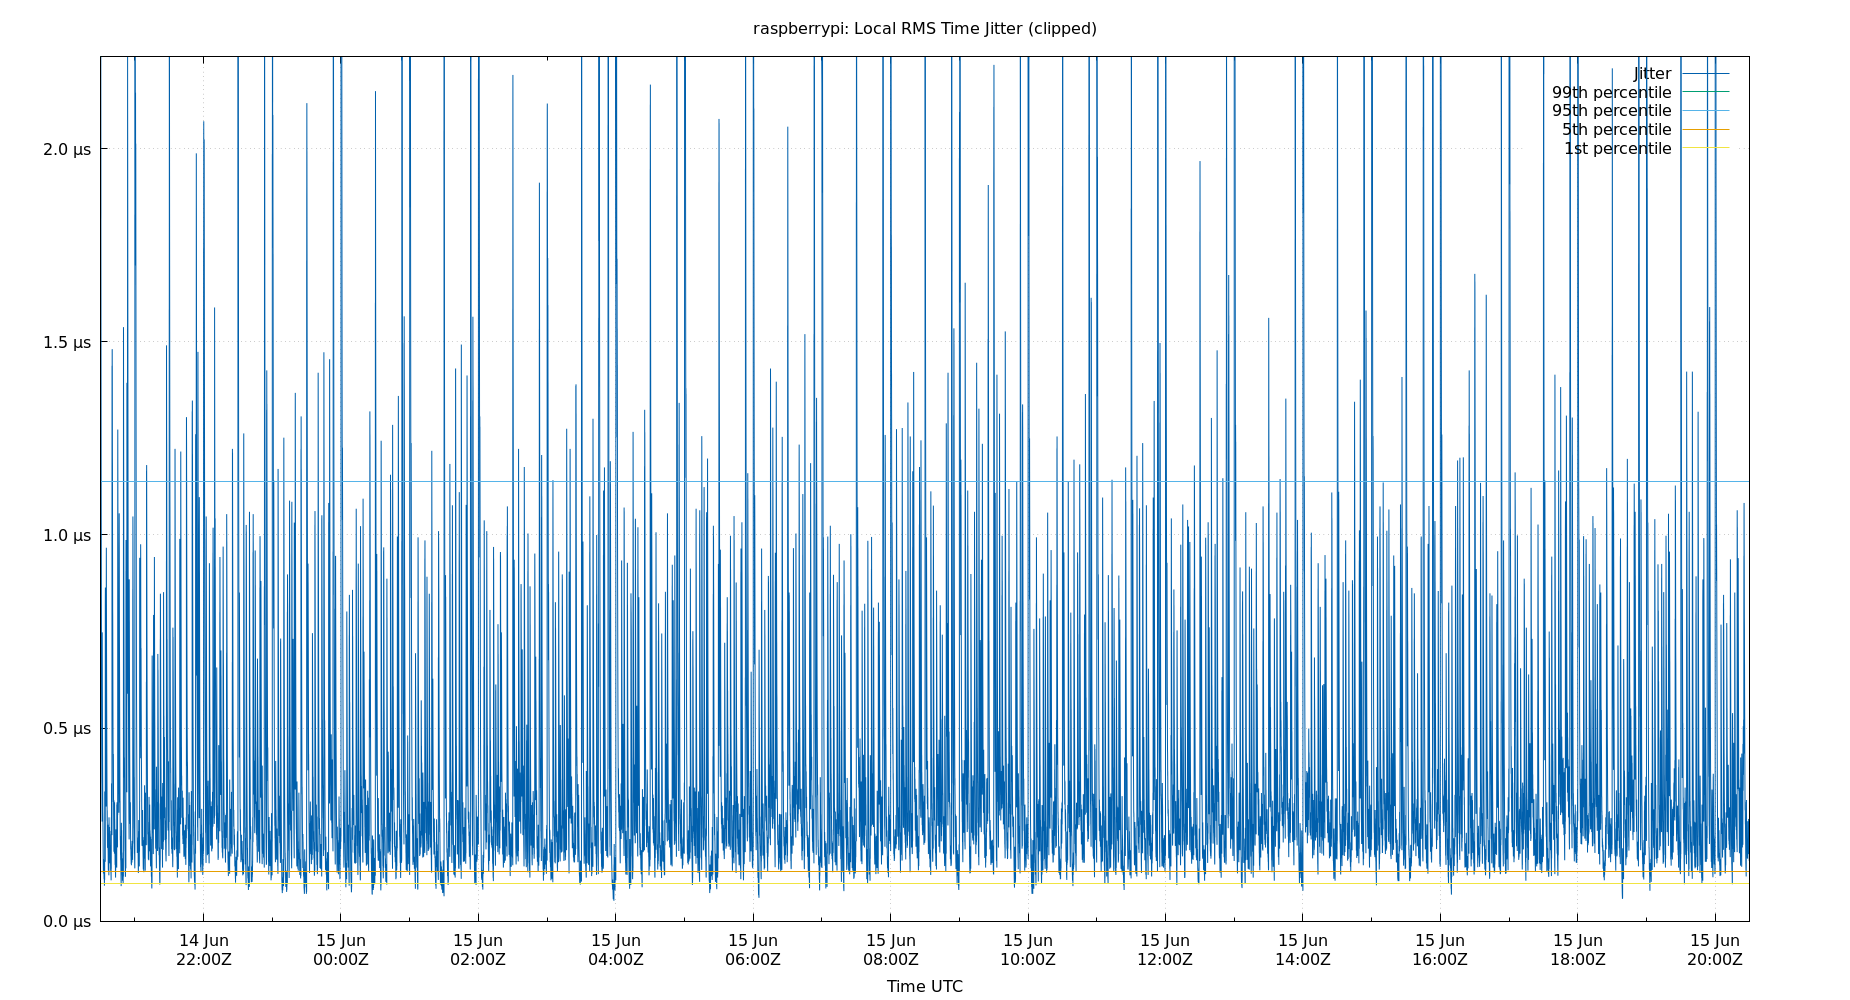 raspberrypi: Local RMS Time Jitter (clipped)
Jitter
99th percentile
95th percentile
5th percentile
1st percentile
2.0 µs
1.5 µs
1.0 µs
0.5 µs
0.0 µs
14 Jun 15 Jun 15 Jun 15 Jun 15 Jun 15 Jun 15 Jun 15 Jun 15 Jun 15 Jun 15 Jun 15 Jun
22:00Z 00:00Z 02:00Z 04:00Z 06:00Z 08:00Z 10:00Z 12:00Z 14:00Z 16:00Z 18:00Z 20:00Z
Time UTC